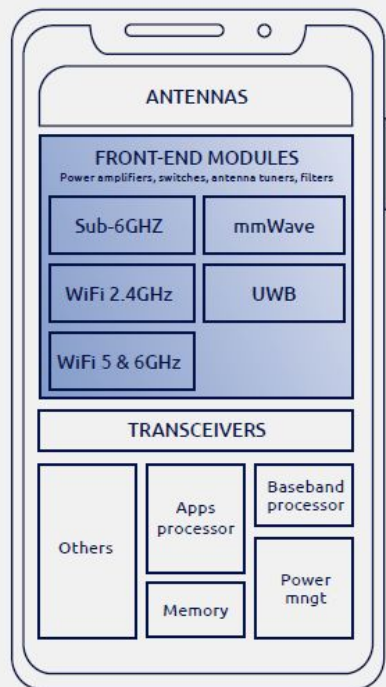 ANTENNAS
FRONT-END MODULES
Power amplifiers, switches, antenna tuners, filters
Sub-6GHZ
mmWave
WiFi 2.4GHz
UWB
WiFi 5 & 6GHz
TRANSCEIVERS
Others
Apps
processor
Memory
Baseband
processor
Power
mngt